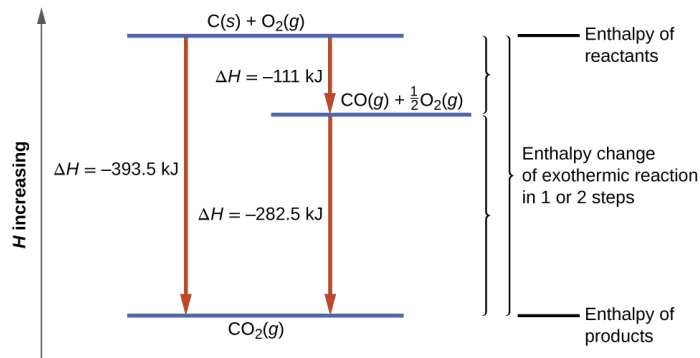 C(s) + O₂(g)
Enthalpy of
reactants
ΔH = –111 kJ
CO(g) + ½O₂(g)
H increasing
ΔH = –393.5 kJ
Enthalpy change
of exothermic reaction
in 1 or 2 steps
ΔH = –282.5 kJ
CO₂(g)
Enthalpy of
products